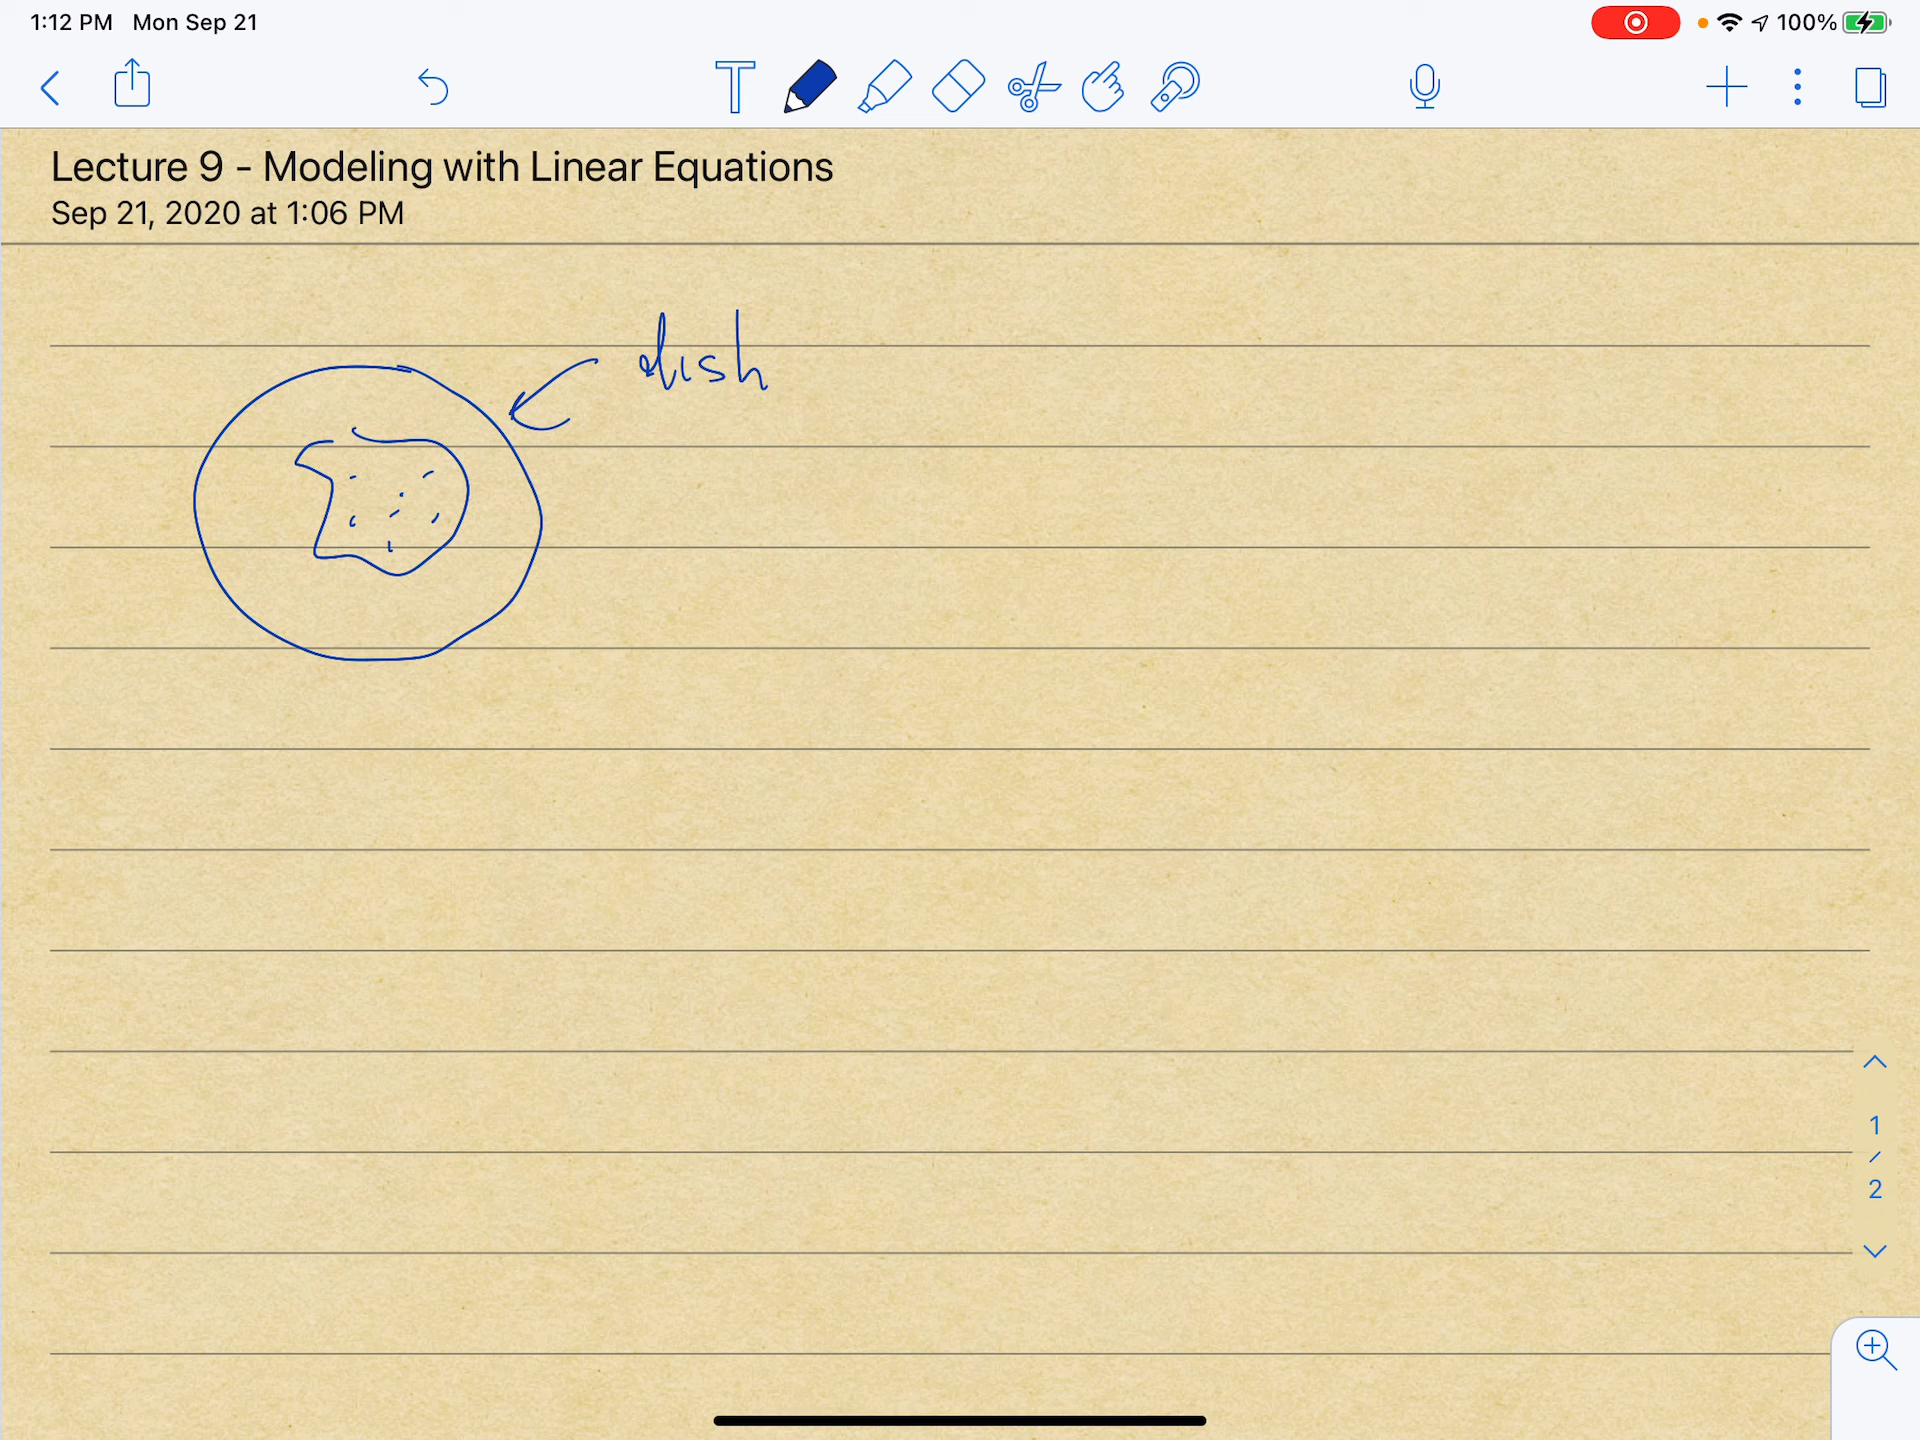 1:12 PM Mon Sep 21
100%
T
Lecture 9 - Modeling with Linear Equations
Sep 21, 2020 at 1:06 PM
dish
1
/
2